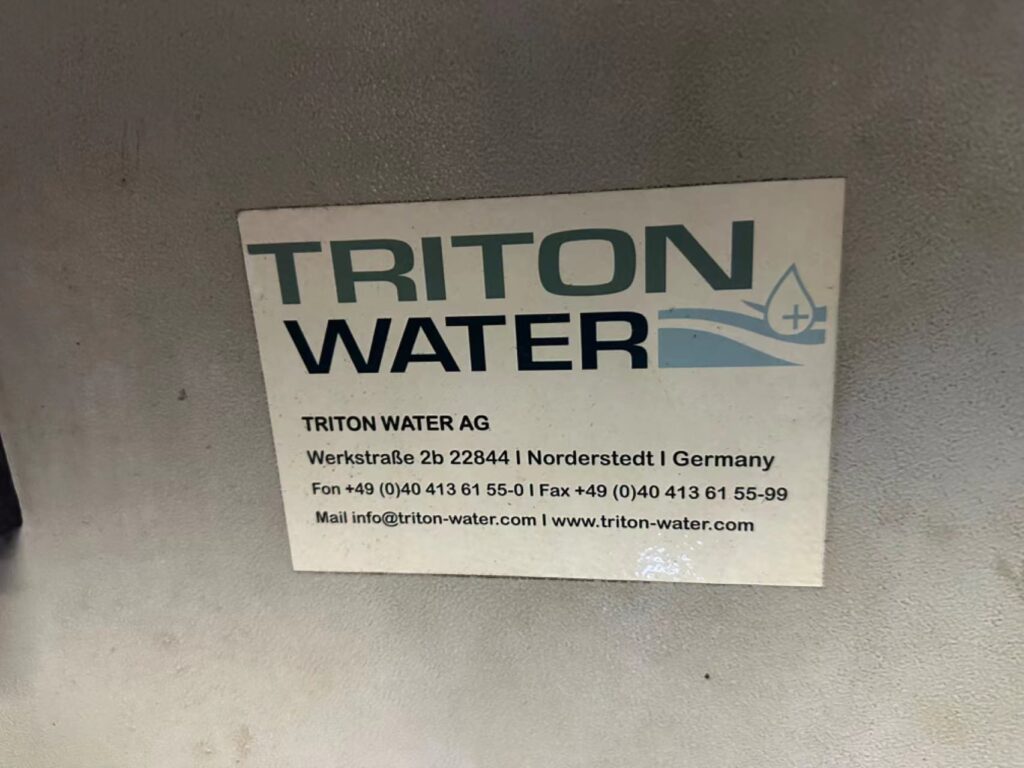 TRITON
WATER
TRITON WATER AG
Werkstraße 2b 22844 I Norderstedt I Germany
Fon +49 (0)40 413 61 55-0 I Fax +49 (0)40 413 61 55-99
Mail info@triton-water.com I www.triton-water.com